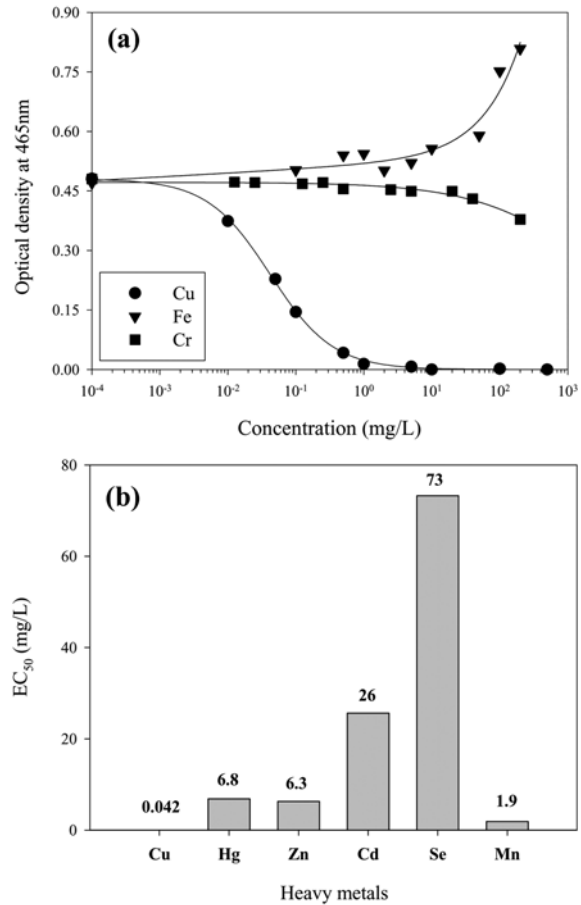 (a)
Optical density at 465nm
0.90
0.75
0.60
0.45
0.30
0.15
0.00
Cu
Fe
Cr
10⁻⁴ 10⁻³ 10⁻² 10⁻¹ 10⁰ 10¹ 10² 10³
Concentration (mg/L)
(b)
EC₅₀ (mg/L)
80
60
40
20
0
0.042 6.8 6.3 26 73 1.9
Cu Hg Zn Cd Se Mn
Heavy metals